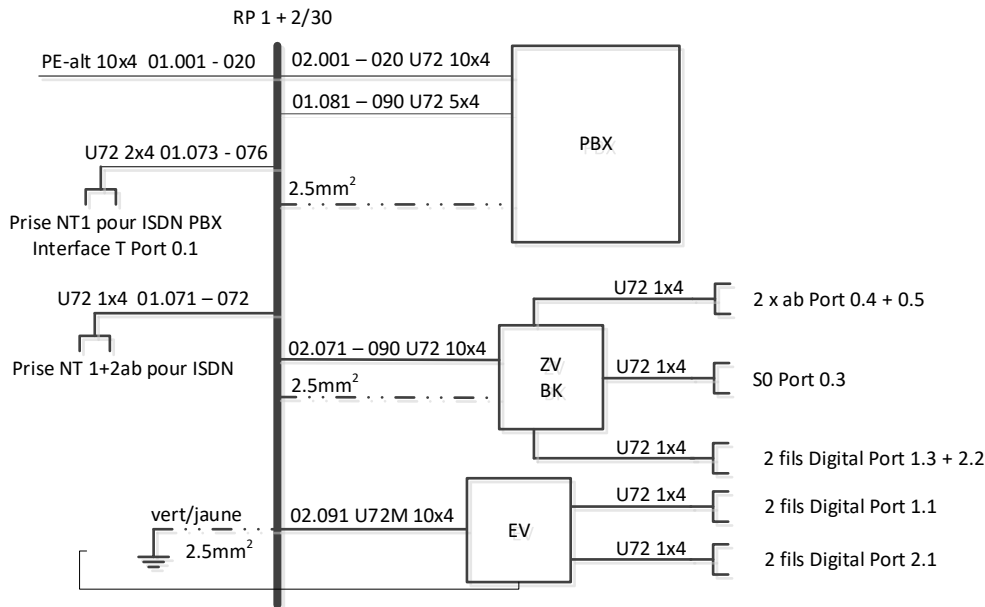 RP 1 + 2/30
PE-alt 10x4 01.001 - 020
02.001 – 020 U72 10x4
01.081 – 090 U72 5x4
PBX
U72 2x4 01.073 - 076
2.5mm²
Prise NT1 pour ISDN PBX
Interface T Port 0.1
U72 1x4 01.071 – 072
Prise NT 1+2ab pour ISDN
U72 1x4
2 x ab Port 0.4 + 0.5
02.071 – 090 U72 10x4
ZV
BK
U72 1x4
S0 Port 0.3
2.5mm²
U72 1x4
2 fils Digital Port 1.3 + 2.2
vert/jaune
2.5mm²
02.091 U72M 10x4
EV
U72 1x4
2 fils Digital Port 1.1
U72 1x4
2 fils Digital Port 2.1